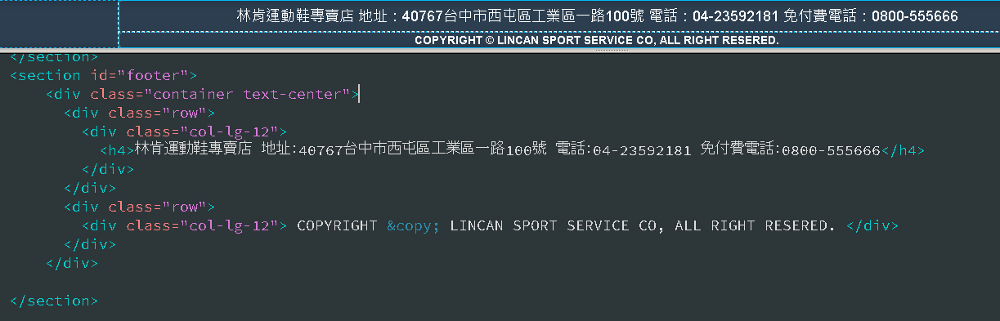 林肯運動鞋專賣店 地址：40767台中市西屯區工業區一路100號 電話：04-23592181 免付費電話：0800-555666
COPYRIGHT © LINCAN SPORT SERVICE CO, ALL RIGHT RESERED.
</section>
<section id="footer">
<div class="container text-center">
<div class="row">
<div class="col-lg-12">
<h4>林肯運動鞋專賣店 地址:40767台中市西屯區工業區一路100號 電話:04-23592181 免付費電話:0800-555666</h4>
</div>
</div>
<div class="row">
<div class="col-lg-12"> COPYRIGHT &copy; LINCAN SPORT SERVICE CO, ALL RIGHT RESERED. </div>
</div>
</div>
</section>